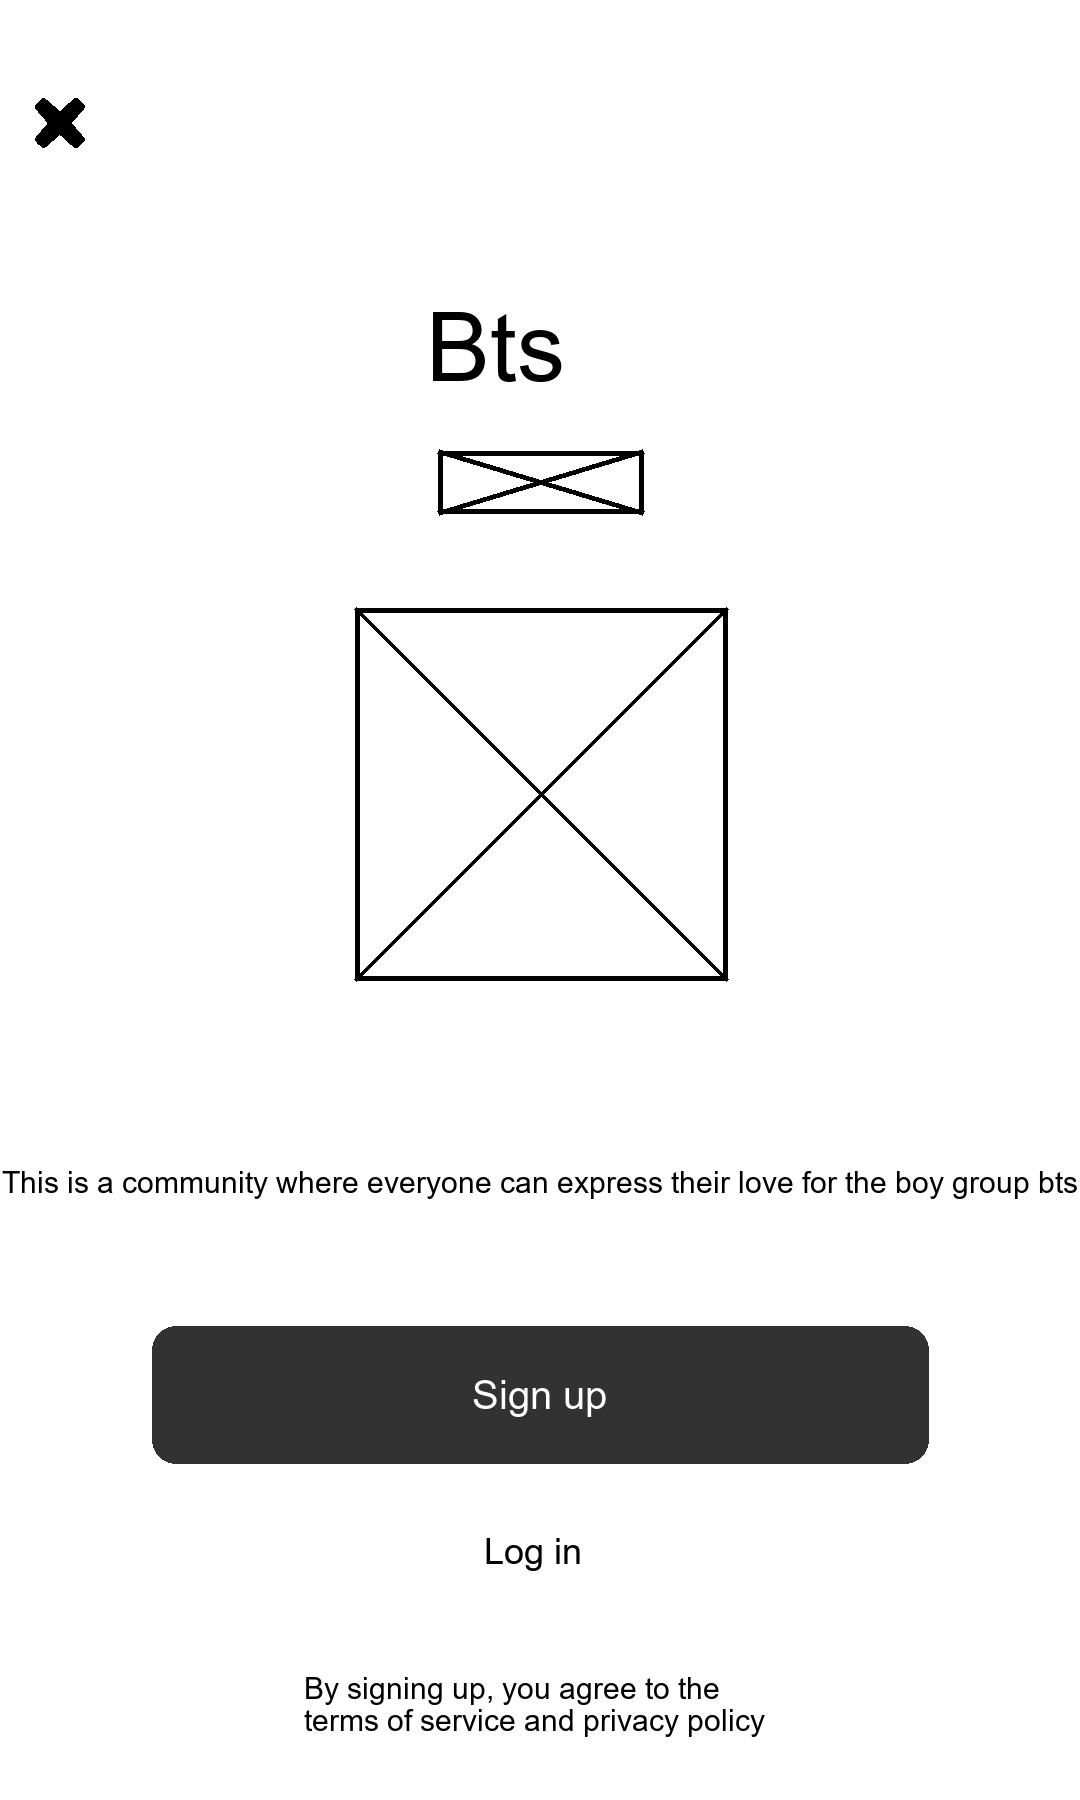 Bts
This is a community where everyone can express their love for the boy group bts
Sign up
Log in
By signing up, you agree to the
terms of service and privacy policy